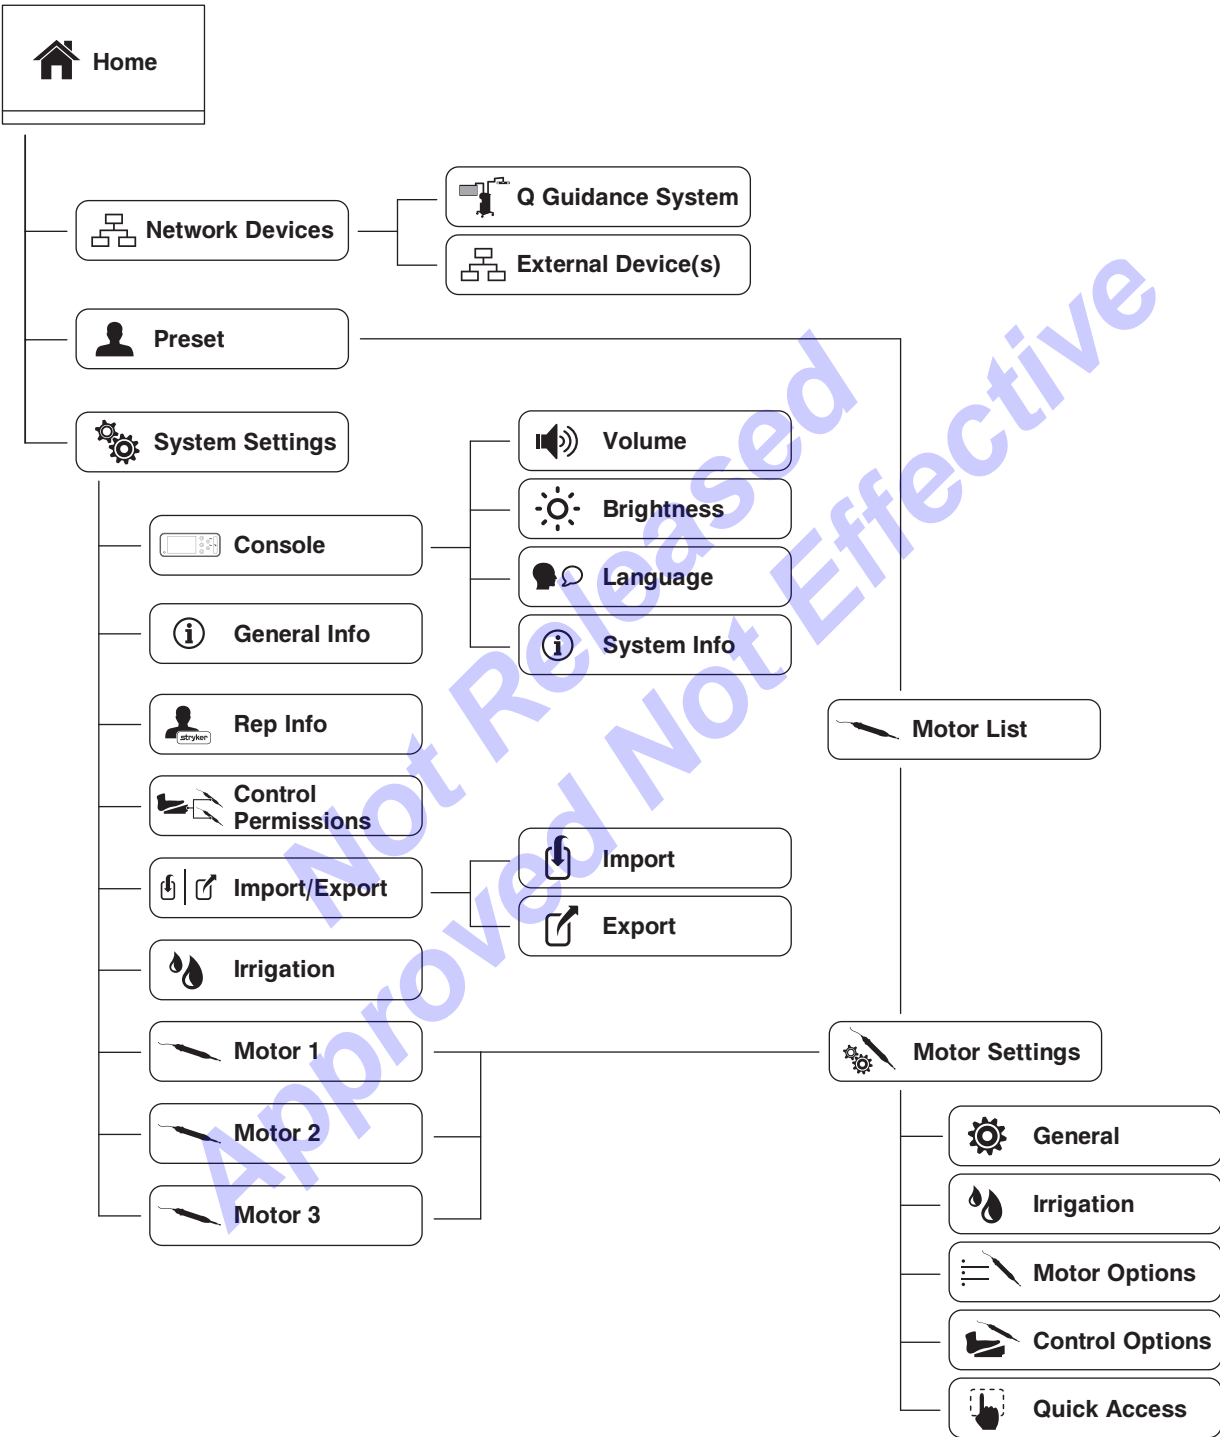 Home
Network Devices
Q Guidance System
External Device(s)
Preset
System Settings
Volume
Brightness
Language
System Info
Console
General Info
Rep Info
stryker
Control
Permissions
Import/Export
Import
Export
Irrigation
Motor 1
Motor 2
Motor 3
Motor List
Motor Settings
General
Irrigation
Motor Options
Control Options
Quick Access
Not Released
Approved Not Effective